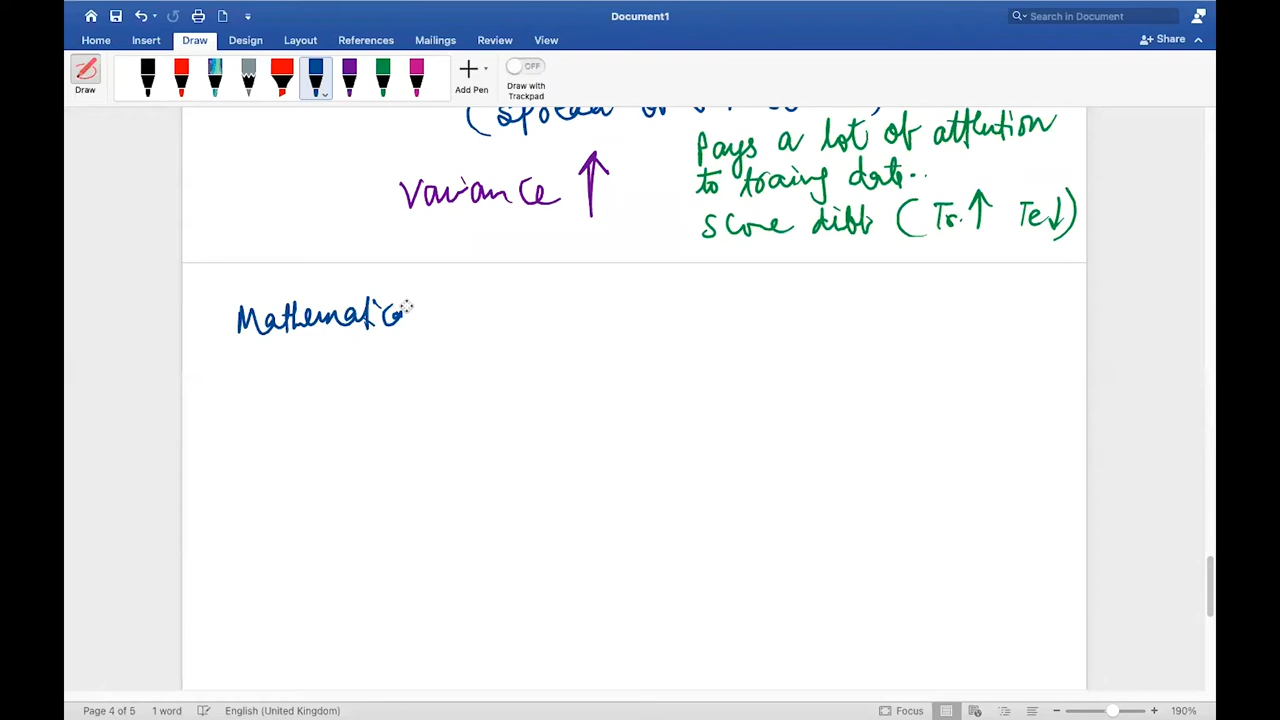 Document1
Search in Document
Home Insert Draw Design Layout References Mailings Review View
Share
Draw
Add Pen
OFF
Draw with
Trackpad
Pays a lot of attention
to traing data..
variance ↑
score diff (Tr.↑ Te↓)
Mathematica
Page 4 of 5 1 word English (United Kingdom) Focus 190%